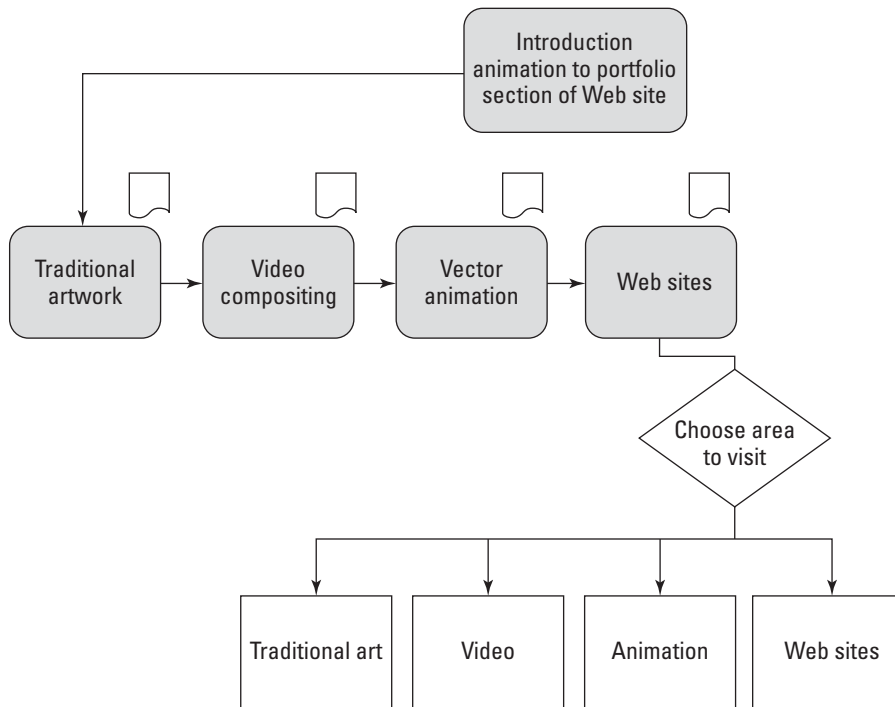 Introduction
animation to portfolio
section of Web site
Traditional
artwork
Video
compositing
Vector
animation
Web sites
Choose area
to visit
Traditional art
Video
Animation
Web sites